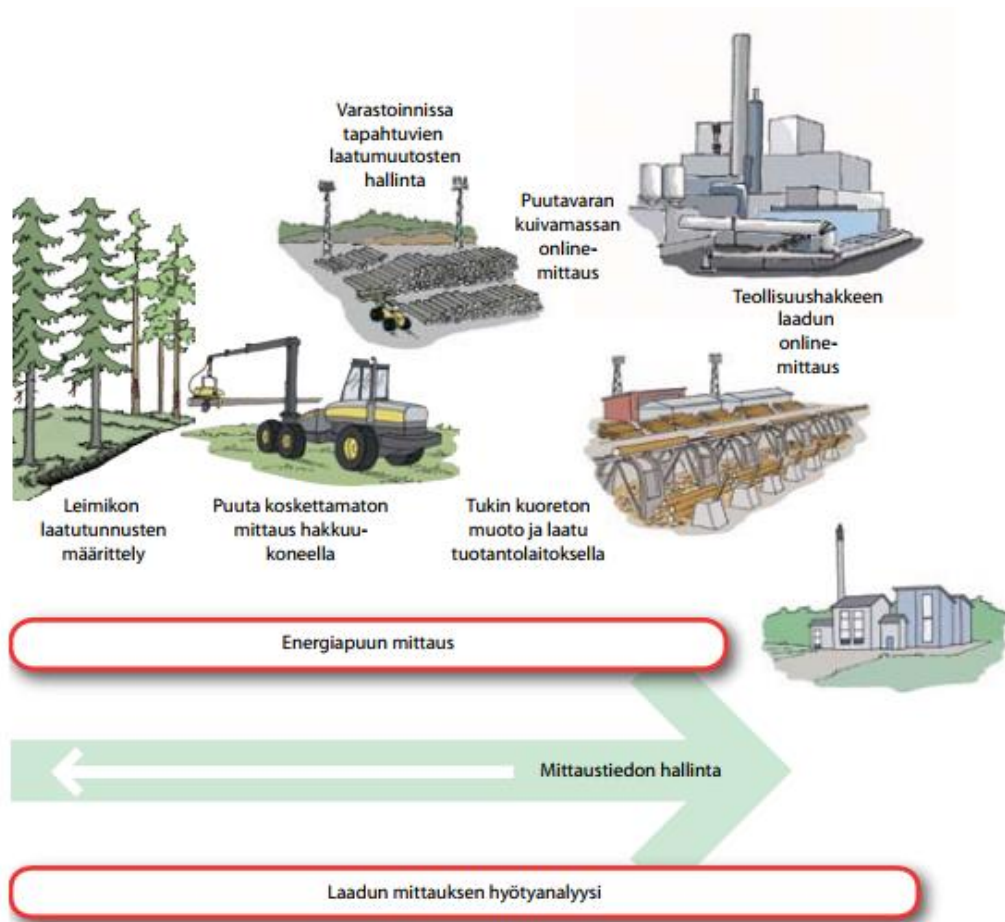 Varastoinnissa
tapahtuvien
laatumuutosten
hallinta
Puutavaran
kuivamassan
online-
mittaus
Teollisuushakkeen
laadun
online-
mittaus
Leimikon
laatutunnusten
määrittely
Puuta koskettamaton
mittaus hakkuu-
koneella
Tukin kuoreton
muoto ja laatu
tuotantolaitoksella
Energiapuun mittaus
Mittaustiedon hallinta
Laadun mittauksen hyötyanalyysi